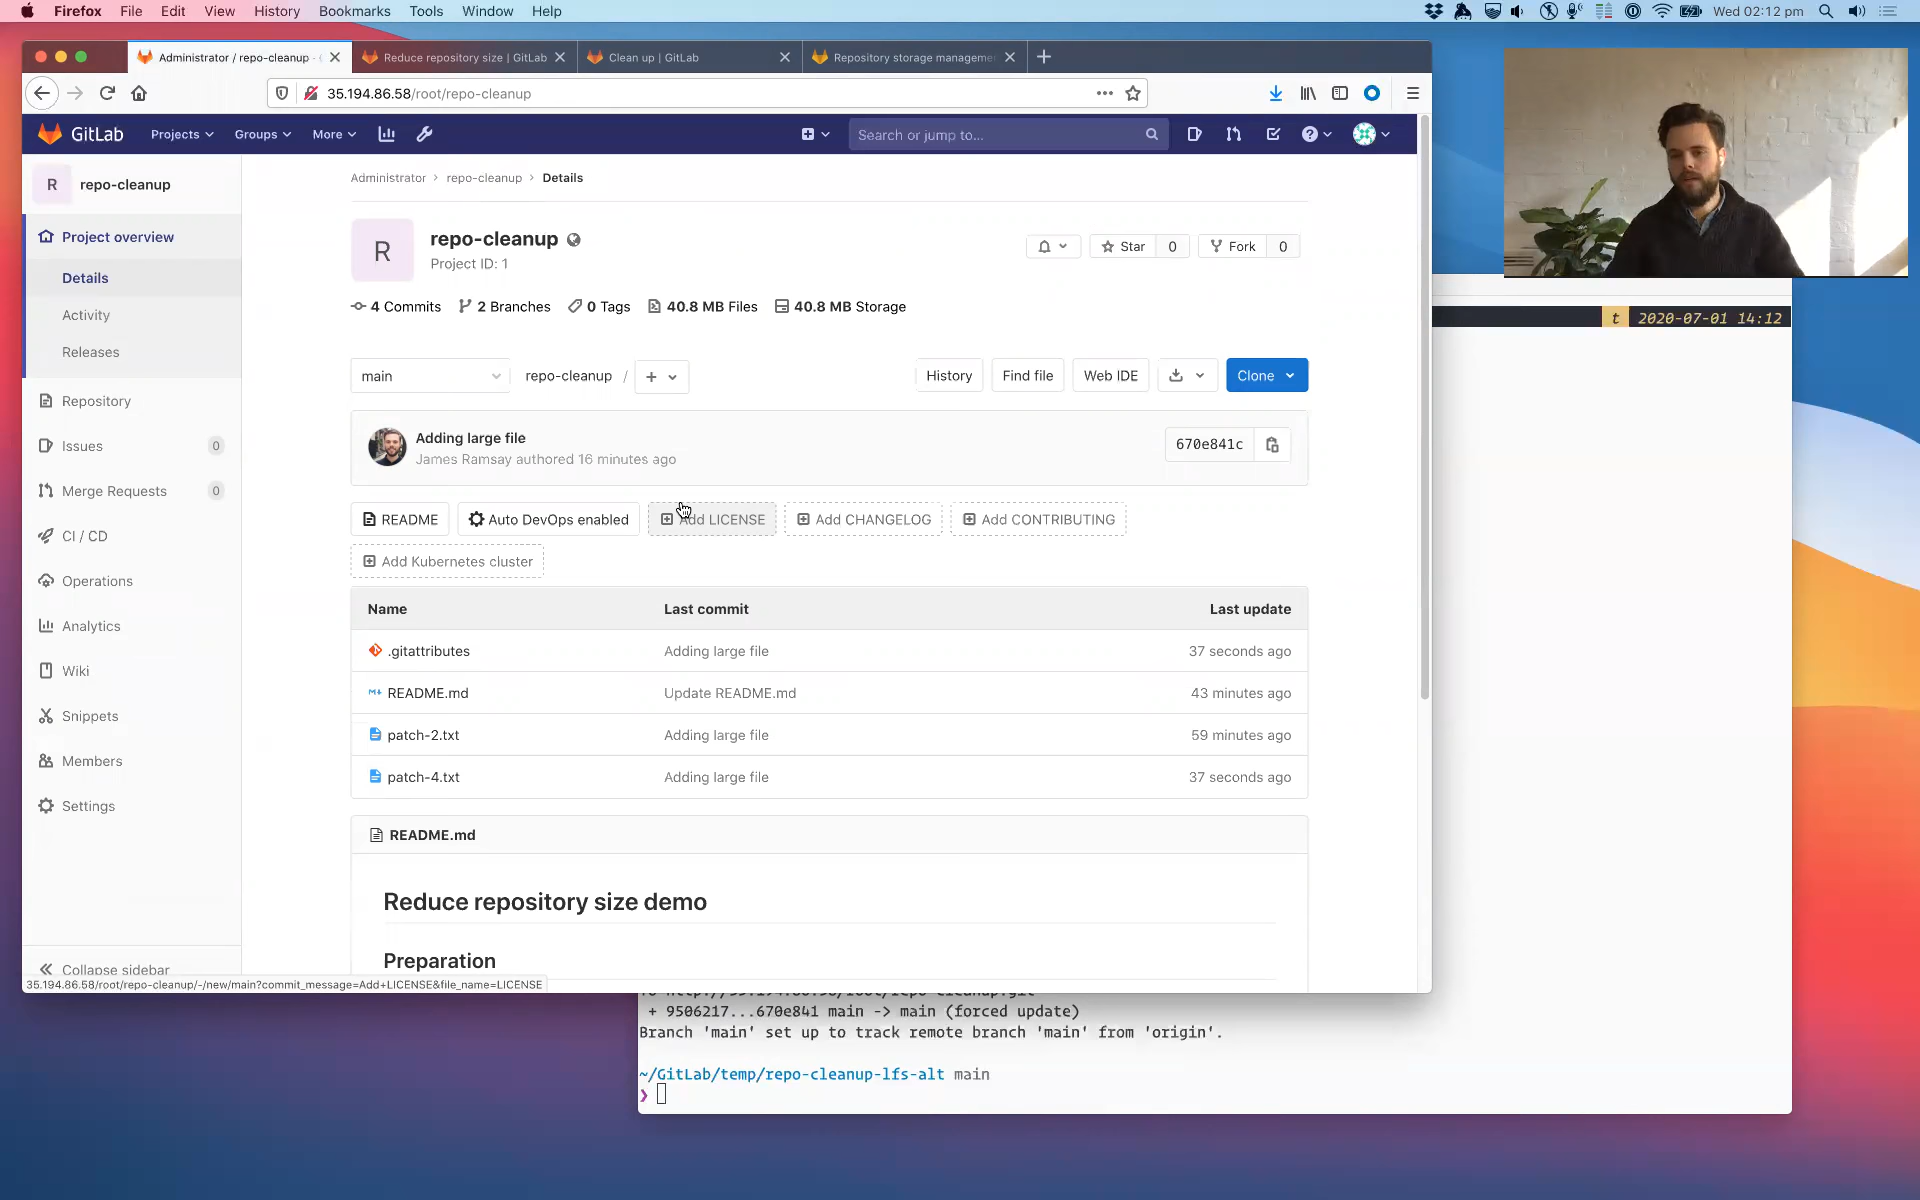 Firefox File Edit View History Bookmarks Tools Window Help
Wed 02:12 pm
Administrator / repo-cleanup ·
Reduce repository size | GitLab
Clean up | GitLab
Repository storage manageme
35.194.86.58/root/repo-cleanup
GitLab
Projects
Groups
More
Search or jump to...
R
repo-cleanup
Project overview
Details
Activity
Releases
Repository
Issues 0
Merge Requests 0
CI / CD
Operations
Analytics
Wiki
Snippets
Members
Settings
Collapse sidebar
35.194.86.58/root/repo-cleanup/-/new/main?commit_message=Add+LICENSE&file_name=LICENSE
Administrator › repo-cleanup › Details
R
repo-cleanup
Project ID: 1
Star 0
Fork 0
4 Commits
2 Branches
0 Tags
40.8 MB Files
40.8 MB Storage
main
repo-cleanup /
+
History
Find file
Web IDE
Clone
Adding large file
James Ramsay authored 16 minutes ago
670e841c
README
Auto DevOps enabled
Add LICENSE
Add CHANGELOG
Add CONTRIBUTING
Add Kubernetes cluster
Name Last commit Last update
.gitattributes Adding large file 37 seconds ago
README.md Update README.md 43 minutes ago
patch-2.txt Adding large file 59 minutes ago
patch-4.txt Adding large file 37 seconds ago
README.md
Reduce repository size demo
Preparation
t 2020-07-01 14:12
+ 9506217...670e841 main -> main (forced update)
Branch 'main' set up to track remote branch 'main' from 'origin'.
~/GitLab/temp/repo-cleanup-lfs-alt main
❯